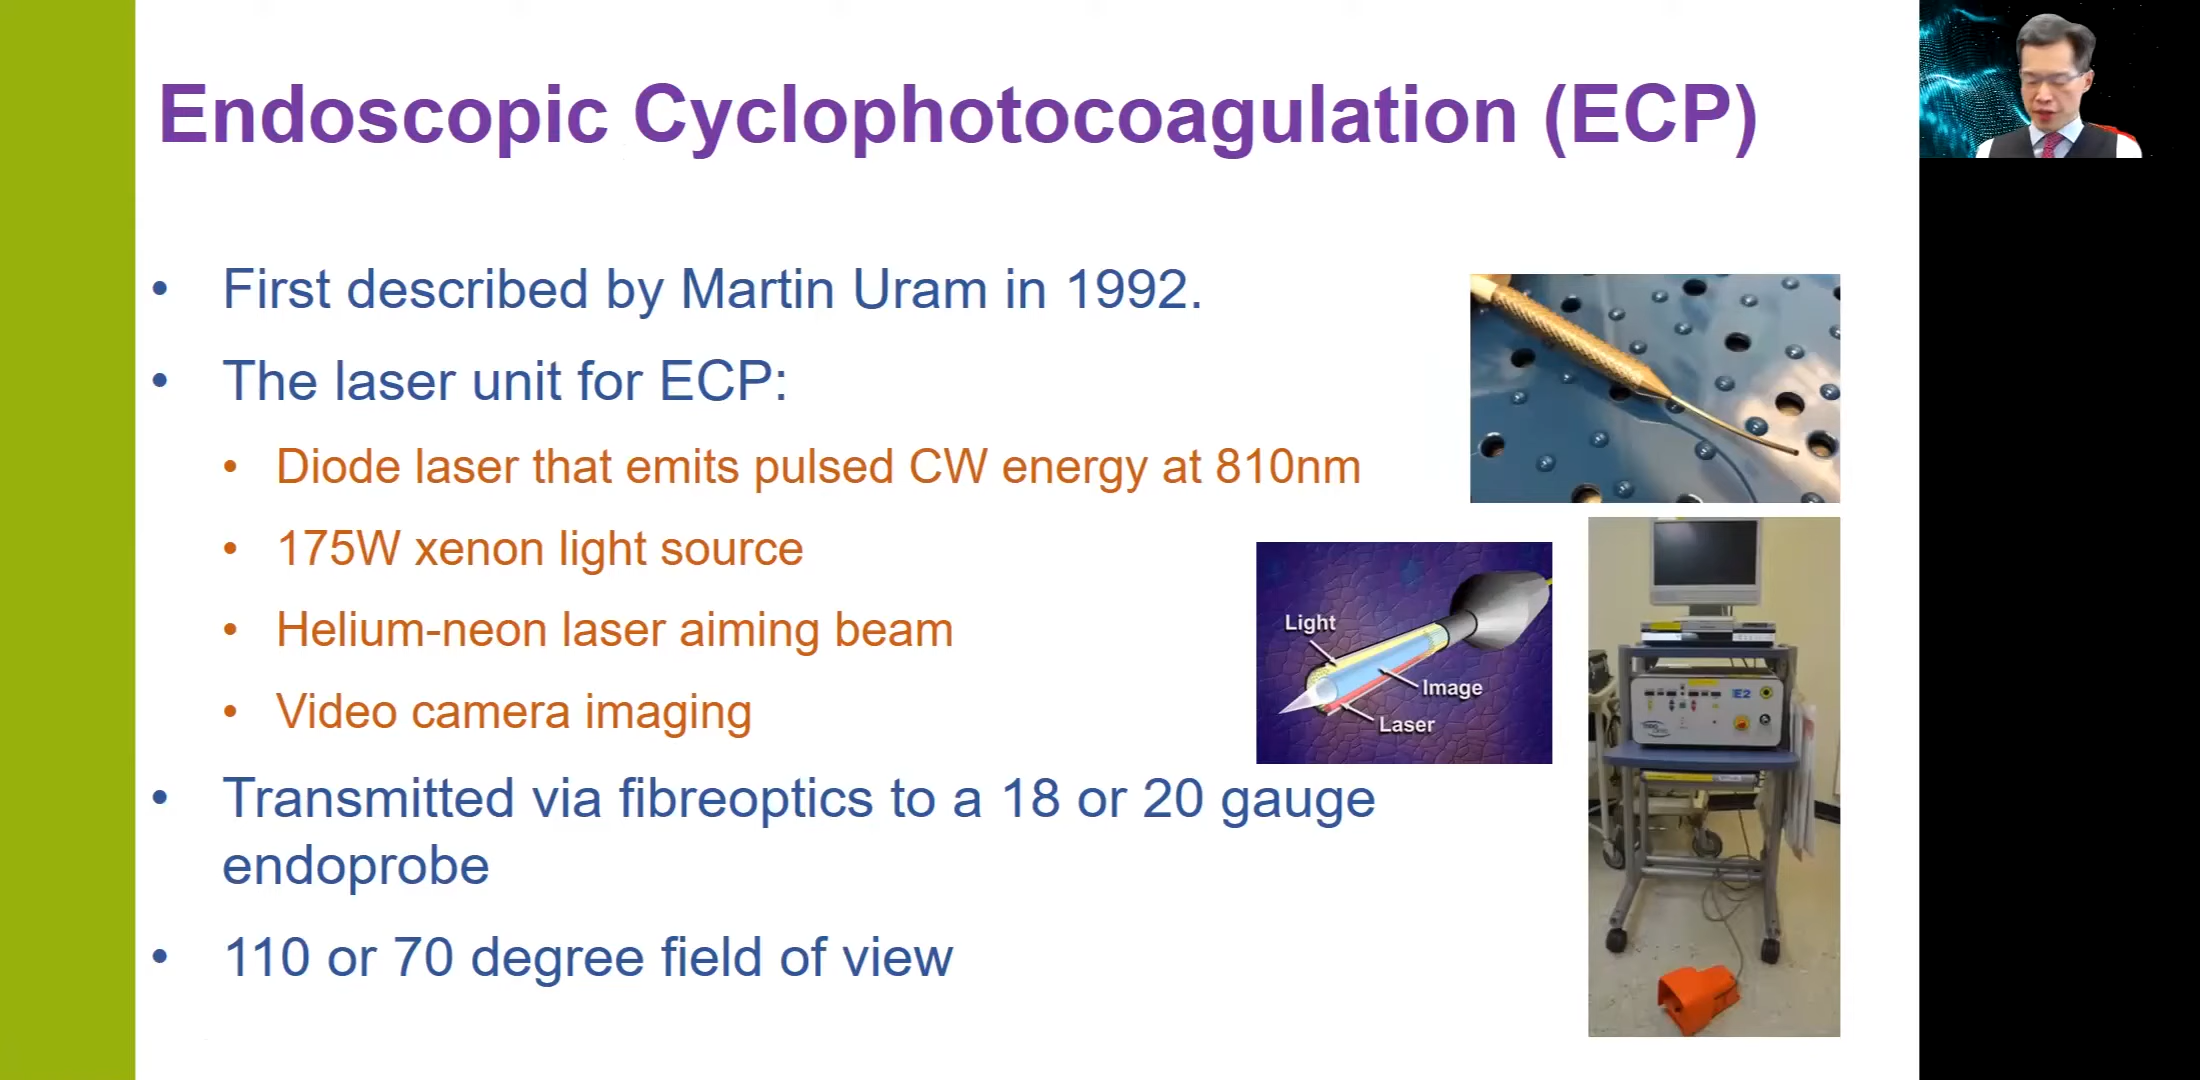 Endoscopic Cyclophotocoagulation (ECP)
• First described by Martin Uram in 1992.
• The laser unit for ECP:
• Diode laser that emits pulsed CW energy at 810nm
• 175W xenon light source
• Helium-neon laser aiming beam
• Video camera imaging
• Transmitted via fibreoptics to a 18 or 20 gauge
endoprobe
• 110 or 70 degree field of view
Light
Image
Laser
E2